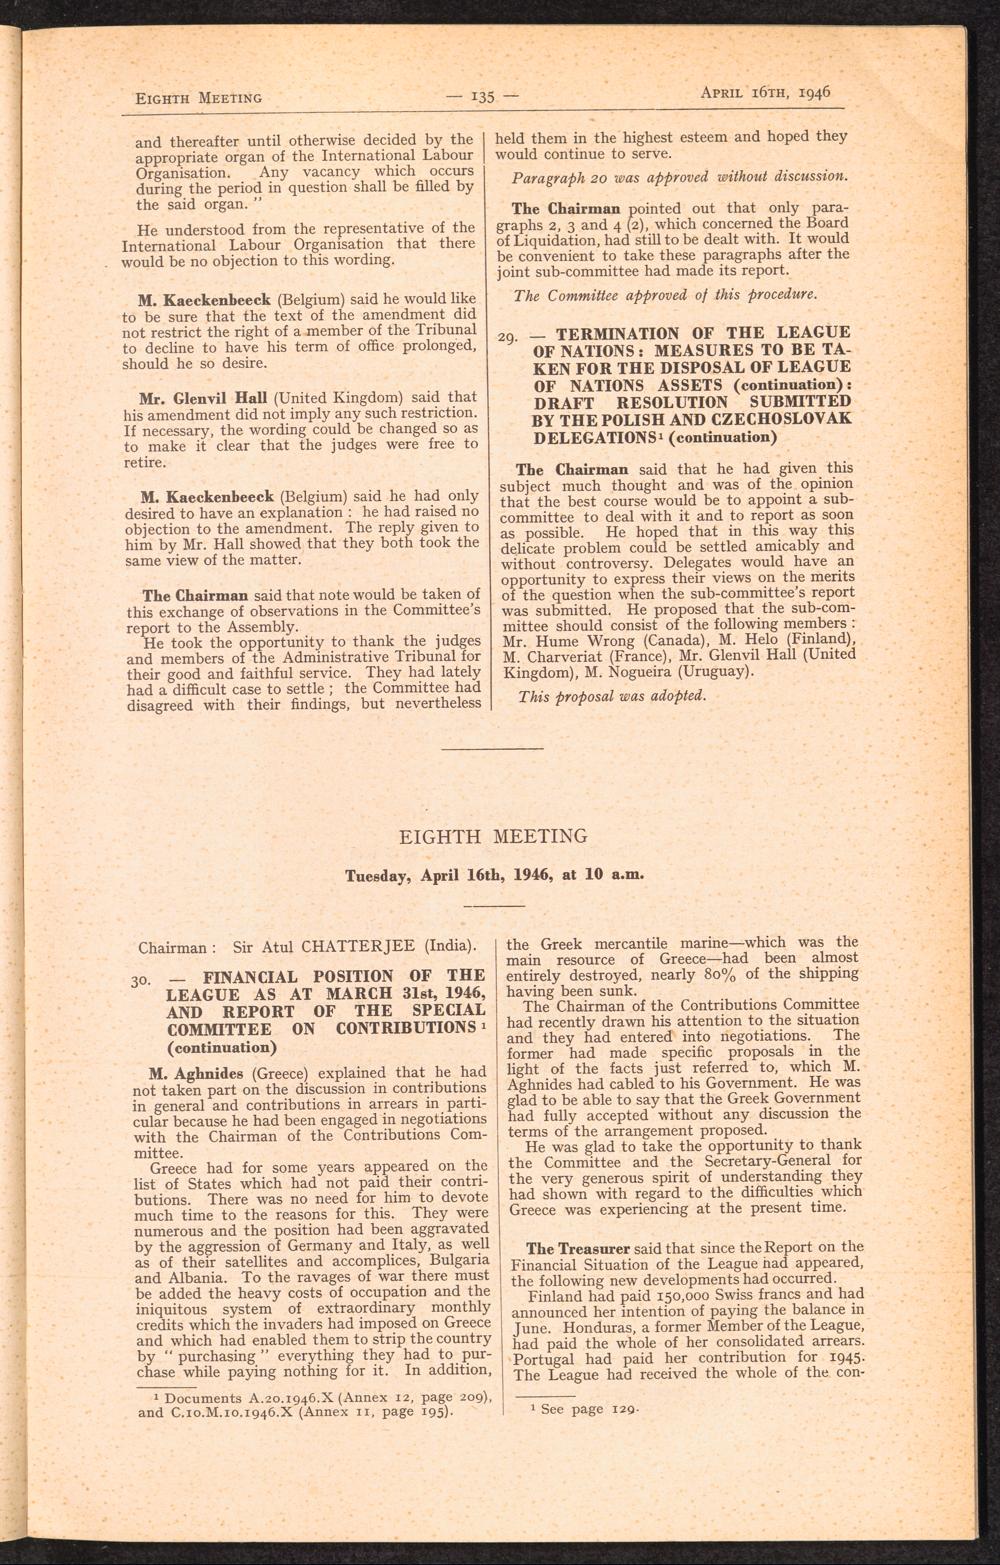 EIGHTH MEETING — 135 — APRIL 16TH, 1946
and thereafter until otherwise decided by the
appropriate organ of the International Labour
Organisation. Any vacancy which occurs
during the period in question shall be filled by
the said organ. ”
He understood from the representative of the
International Labour Organisation that there
would be no objection to this wording.
M. Kaeckenbeeck (Belgium) said he would like
to be sure that the text of the amendment did
not restrict the right of a member of the Tribunal
to decline to have his term of office prolonged,
should he so desire.
Mr. Glenvil Hall (United Kingdom) said that
his amendment did not imply any such restriction.
If necessary, the wording could be changed so as
to make it clear that the judges were free to
retire.
M. Kaeckenbeeck (Belgium) said he had only
desired to have an explanation : he had raised no
objection to the amendment. The reply given to
him by Mr. Hall showed that they both took the
same view of the matter.
The Chairman said that note would be taken of
this exchange of observations in the Committee's
report to the Assembly.
He took the opportunity to thank the judges
and members of the Administrative Tribunal for
their good and faithful service. They had lately
had a difficult case to settle ; the Committee had
disagreed with their findings, but nevertheless
held them in the highest esteem and hoped they
would continue to serve.
Paragraph 20 was approved without discussion.
The Chairman pointed out that only para-
graphs 2, 3 and 4 (2), which concerned the Board
of Liquidation, had still to be dealt with. It would
be convenient to take these paragraphs after the
joint sub-committee had made its report.
The Committee approved of this procedure.
29. — TERMINATION OF THE LEAGUE
OF NATIONS : MEASURES TO BE TA-
KEN FOR THE DISPOSAL OF LEAGUE
OF NATIONS ASSETS (continuation) :
DRAFT RESOLUTION SUBMITTED
BY THE POLISH AND CZECHOSLOVAK
DELEGATIONS¹ (continuation)
The Chairman said that he had given this
subject much thought and was of the opinion
that the best course would be to appoint a sub-
committee to deal with it and to report as soon
as possible. He hoped that in this way this
delicate problem could be settled amicably and
without controversy. Delegates would have an
opportunity to express their views on the merits
of the question when the sub-committee's report
was submitted. He proposed that the sub-com-
mittee should consist of the following members :
Mr. Hume Wrong (Canada), M. Helo (Finland),
M. Charveriat (France), Mr. Glenvil Hall (United
Kingdom), M. Nogueira (Uruguay).
This proposal was adopted.
EIGHTH MEETING
Tuesday, April 16th, 1946, at 10 a.m.
Chairman : Sir Atul CHATTERJEE (India).
30. — FINANCIAL POSITION OF THE
LEAGUE AS AT MARCH 31st, 1946,
AND REPORT OF THE SPECIAL
COMMITTEE ON CONTRIBUTIONS ¹
(continuation)
M. Aghnides (Greece) explained that he had
not taken part on the discussion in contributions
in general and contributions in arrears in parti-
cular because he had been engaged in negotiations
with the Chairman of the Contributions Com-
mittee.
Greece had for some years appeared on the
list of States which had not paid their contri-
butions. There was no need for him to devote
much time to the reasons for this. They were
numerous and the position had been aggravated
by the aggression of Germany and Italy, as well
as of their satellites and accomplices, Bulgaria
and Albania. To the ravages of war there must
be added the heavy costs of occupation and the
iniquitous system of extraordinary monthly
credits which the invaders had imposed on Greece
and which had enabled them to strip the country
by “ purchasing ” everything they had to pur-
chase while paying nothing for it. In addition,
¹ Documents A.20.1946.X (Annex 12, page 209),
and C.10.M.10.1946.X (Annex 11, page 195).
the Greek mercantile marine—which was the
main resource of Greece—had been almost
entirely destroyed, nearly 80% of the shipping
having been sunk.
The Chairman of the Contributions Committee
had recently drawn his attention to the situation
and they had entered into negotiations. The
former had made specific proposals in the
light of the facts just referred to, which M.
Aghnides had cabled to his Government. He was
glad to be able to say that the Greek Government
had fully accepted without any discussion the
terms of the arrangement proposed.
He was glad to take the opportunity to thank
the Committee and the Secretary-General for
the very generous spirit of understanding they
had shown with regard to the difficulties which
Greece was experiencing at the present time.
The Treasurer said that since the Report on the
Financial Situation of the League had appeared,
the following new developments had occurred.
Finland had paid 150,000 Swiss francs and had
announced her intention of paying the balance in
June. Honduras, a former Member of the League,
had paid the whole of her consolidated arrears.
Portugal had paid her contribution for 1945.
The League had received the whole of the con-
¹ See page 129.